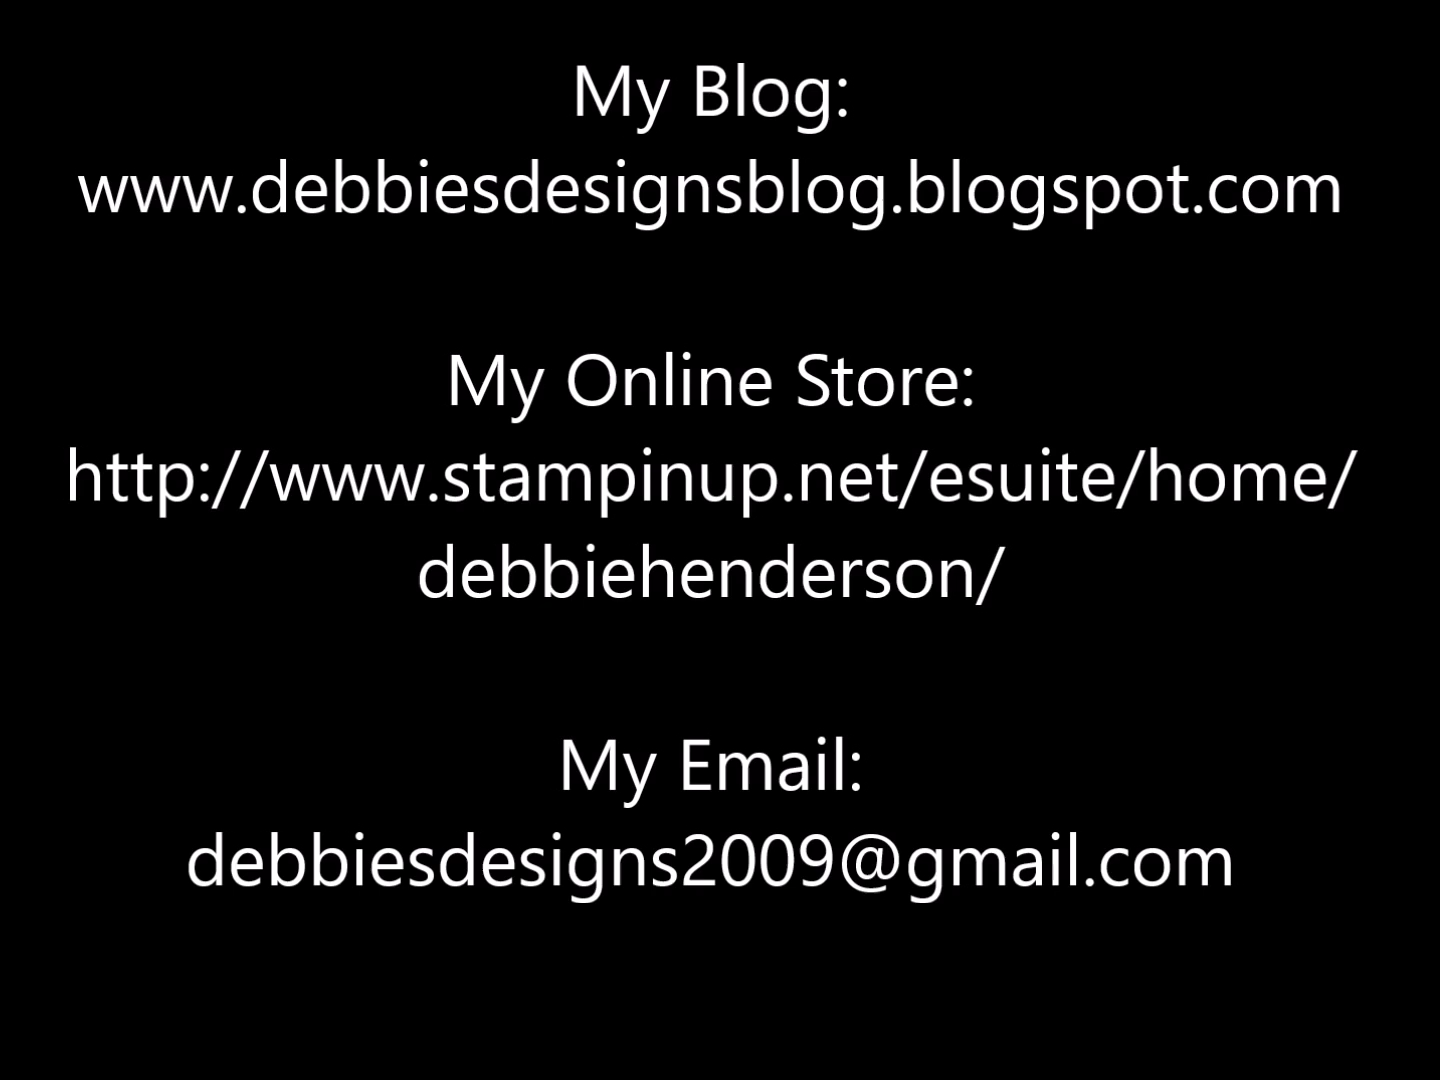 My Blog:
www.debbiesdesignsblog.blogspot.com
My Online Store:
http://www.stampinup.net/esuite/home/
debbiehenderson/
My Email:
debbiesdesigns2009@gmail.com